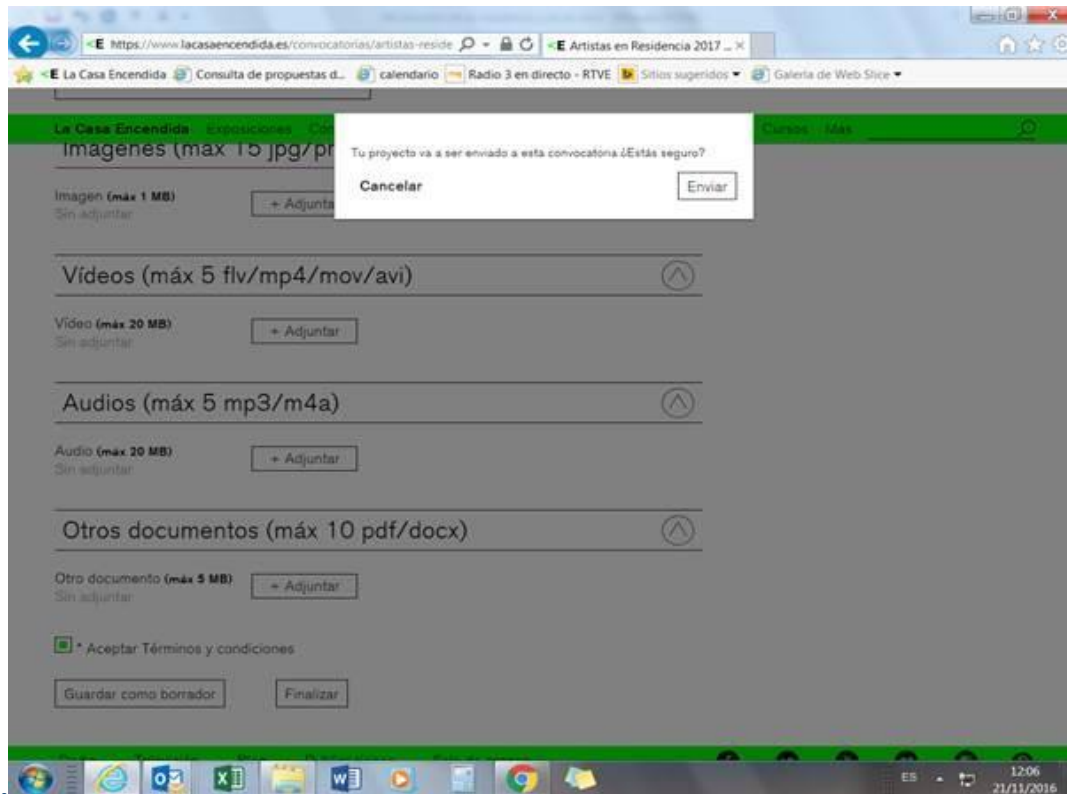 https://www.lacasaencendida.es/convocatorias/artistas-reside
Artistas en Residencia 2017 ...
La Casa Encendida
Consulta de propuestas d...
calendario
Radio 3 en directo - RTVE
Sitios sugeridos
Galería de Web Slice
La Casa Encendida Exposiciones Cursos Más
Imágenes (máx 15 jpg/pr
Tu proyecto va a ser enviado a esta convocatoria ¿Estás seguro?
Cancelar
Enviar
Imagen (máx 1 MB)
+ Adjunta
Sin adjuntar
Vídeos (máx 5 flv/mp4/mov/avi)
Vídeo (máx 20 MB)
+ Adjuntar
Sin adjuntar
Audios (máx 5 mp3/m4a)
Audio (máx 20 MB)
+ Adjuntar
Sin adjuntar
Otros documentos (máx 10 pdf/docx)
Otro documento (máx 5 MB)
+ Adjuntar
Sin adjuntar
* Aceptar Términos y condiciones
Guardar como borrador
Finalizar
ES
12:06
21/11/2016